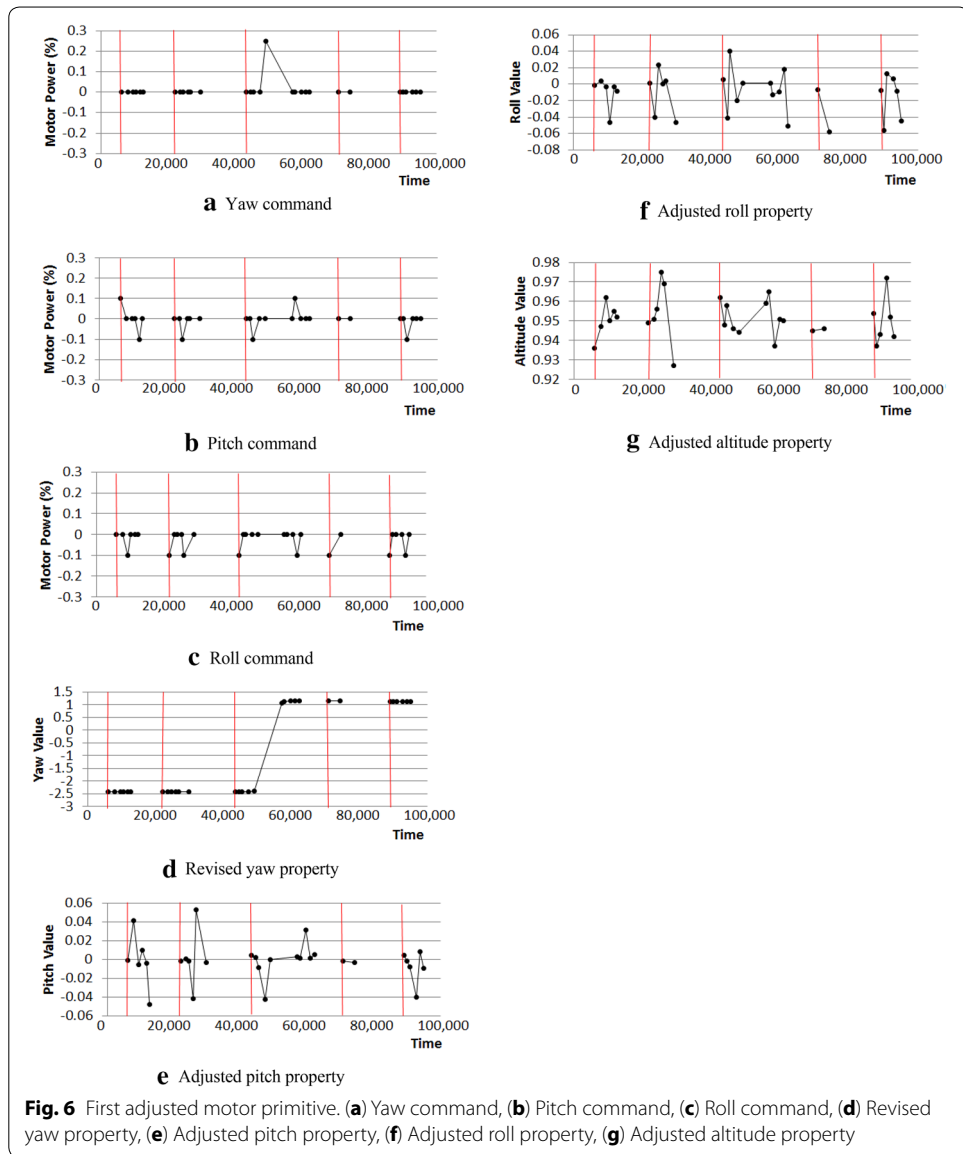 0.3
0.2
0.1
0
-0.1
-0.2
-0.3
Motor Power (%)
0 20,000 40,000 60,000 80,000 100,000
Time
a Yaw command
0.3
0.2
0.1
0
-0.1
-0.2
-0.3
Motor Power (%)
0 20,000 40,000 60,000 80,000 100,000
Time
b Pitch command
0.3
0.2
0.1
0
-0.1
-0.2
-0.3
Motor Power (%)
0 20,000 40,000 60,000 80,000 100,000
Time
c Roll command
1.5
1
0.5
0
-0.5
-1
-1.5
-2
-2.5
-3
Yaw Value
0 20,000 40,000 60,000 80,000 100,000
Time
d Revised yaw property
0.06
0.04
0.02
0
-0.02
-0.04
-0.06
Pitch Value
0 20,000 40,000 60,000 80,000 100,000
Time
e Adjusted pitch property
0.06
0.04
0.02
0
-0.02
-0.04
-0.06
-0.08
Roll Value
0 20,000 40,000 60,000 80,000 100,000
Time
f Adjusted roll property
0.98
0.97
0.96
0.95
0.94
0.93
0.92
Altitude Value
0 20,000 40,000 60,000 80,000 100,000
Time
g Adjusted altitude property
Fig. 6 First adjusted motor primitive. (a) Yaw command, (b) Pitch command, (c) Roll command, (d) Revised
yaw property, (e) Adjusted pitch property, (f) Adjusted roll property, (g) Adjusted altitude property